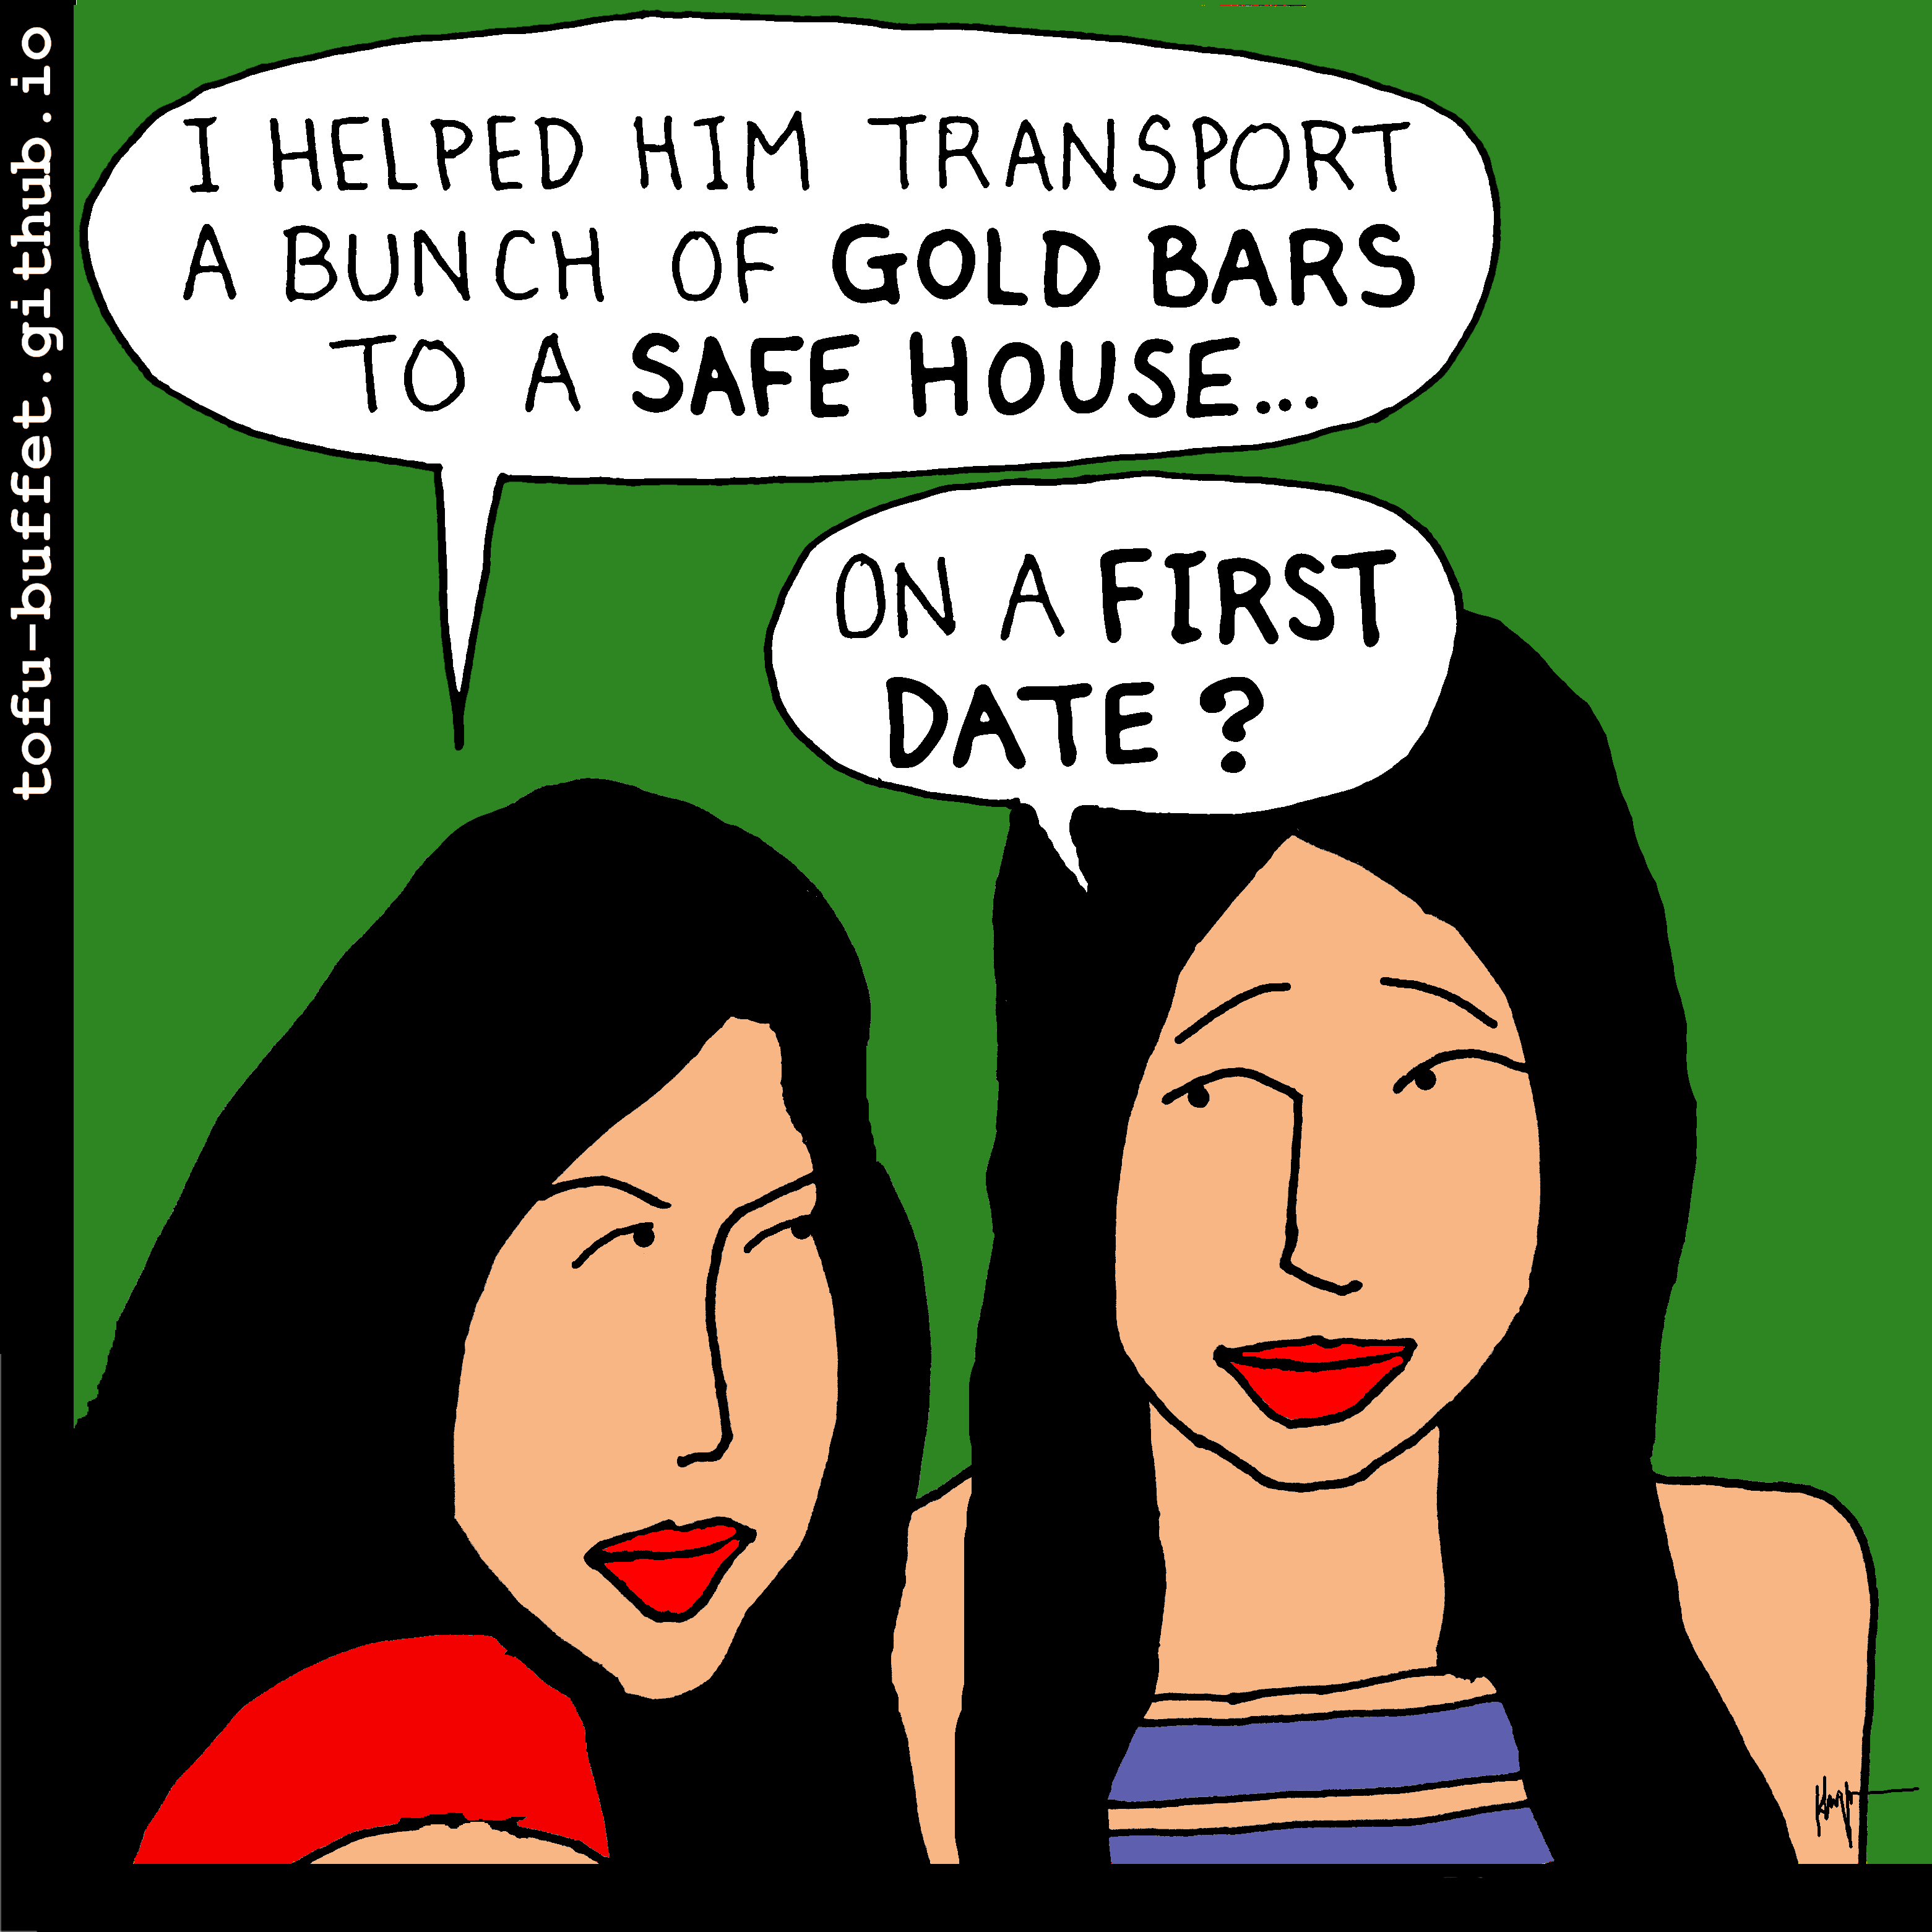 tofu-buffet.github.io
I HELPED HIM TRANSPORT
A BUNCH OF GOLD BARS
TO A SAFE HOUSE...
ON A FIRST
DATE?